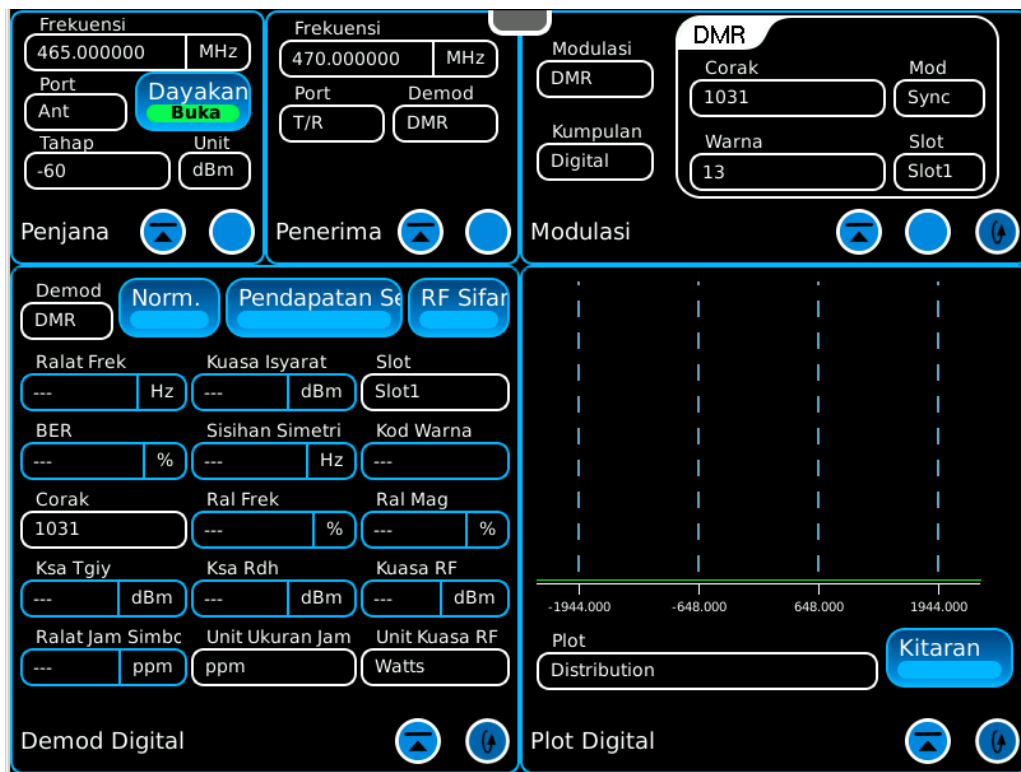 Frekuensi
465.000000 MHz
Port
Ant
Dayakan
Buka
Tahap Unit
-60 dBm
Penjana
Frekuensi
470.000000 MHz
Port Demod
T/R DMR
Penerima
Modulasi
DMR
Kumpulan
Digital
DMR
Corak Mod
1031 Sync
Warna Slot
13 Slot1
Modulasi
Demod
DMR
Norm.
Pendapatan Se
RF Sifar
Ralat Frek Kuasa Isyarat Slot
--- Hz --- dBm Slot1
BER Sisihan Simetri Kod Warna
--- % --- Hz ---
Corak Ral Frek Ral Mag
1031 --- % --- %
Ksa Tgiy Ksa Rdh Kuasa RF
--- dBm --- dBm --- dBm
Ralat Jam Simbo Unit Ukuran Jam Unit Kuasa RF
--- ppm ppm Watts
Demod Digital
-1944.000 -648.000 648.000 1944.000
Plot
Distribution
Kitaran
Plot Digital